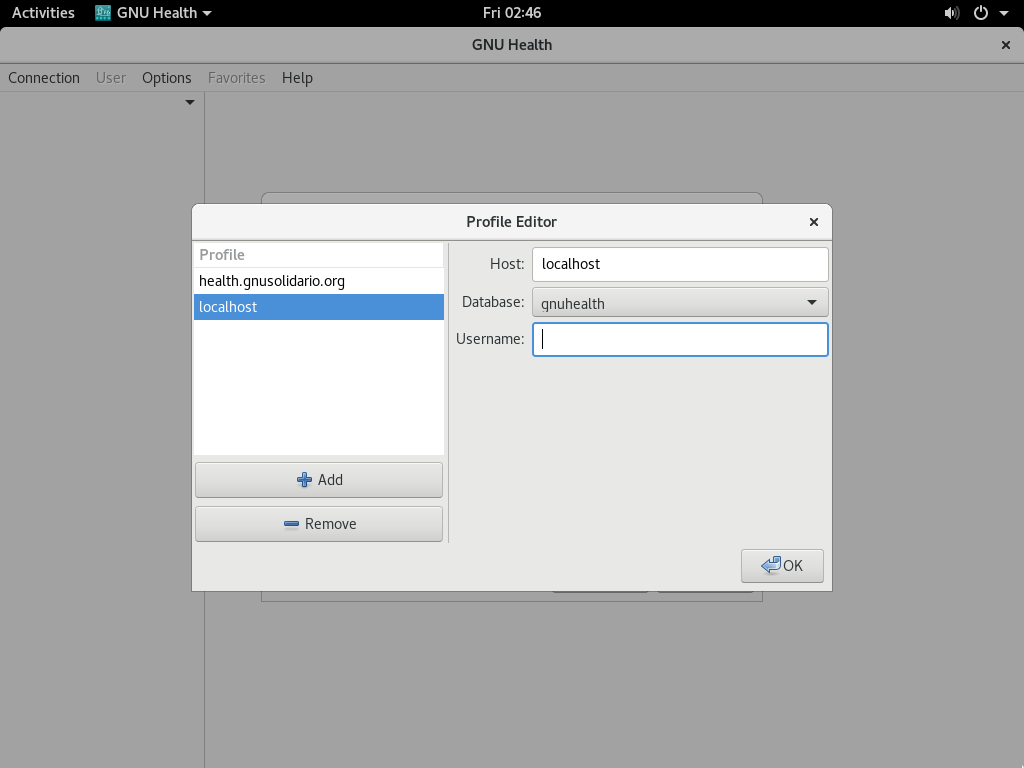 Activities GNU Health Fri 02:46
GNU Health
Connection User Options Favorites Help
Profile Editor
Profile
health.gnusolidario.org
localhost
Host: localhost
Database: gnuhealth
Username:
Add
Remove
OK